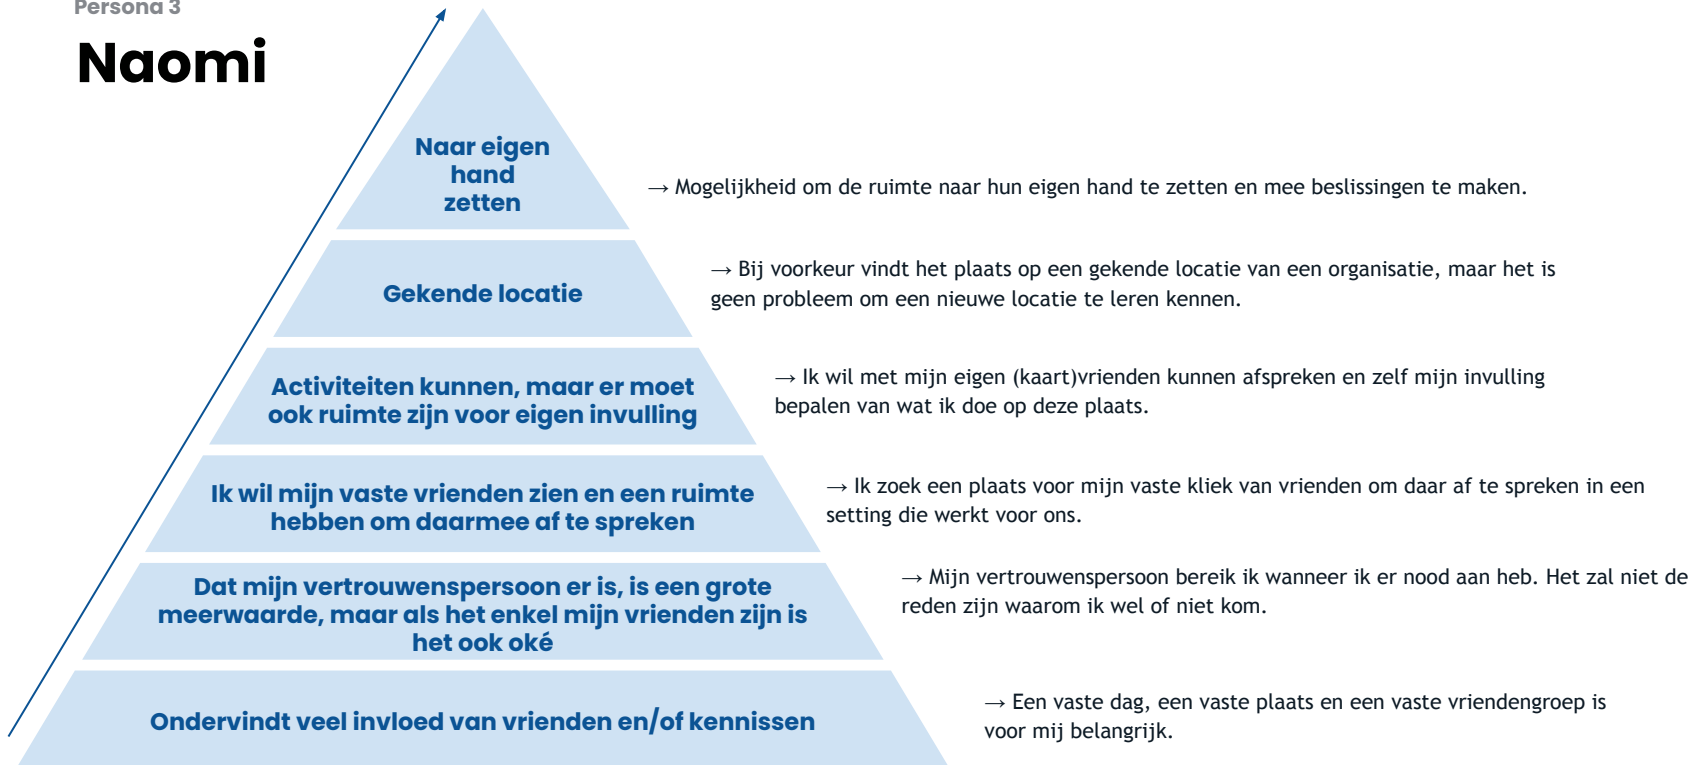 Persona 3
Naomi
Naar eigen
hand
zetten
→ Mogelijkheid om de ruimte naar hun eigen hand te zetten en mee beslissingen te maken.
Gekende locatie
→ Bij voorkeur vindt het plaats op een gekende locatie van een organisatie, maar het is
geen probleem om een nieuwe locatie te leren kennen.
Activiteiten kunnen, maar er moet
ook ruimte zijn voor eigen invulling
→ Ik wil met mijn eigen (kaart)vrienden kunnen afspreken en zelf mijn invulling
bepalen van wat ik doe op deze plaats.
Ik wil mijn vaste vrienden zien en een ruimte
hebben om daarmee af te spreken
→ Ik zoek een plaats voor mijn vaste kliek van vrienden om daar af te spreken in een
setting die werkt voor ons.
Dat mijn vertrouwenspersoon er is, is een grote
meerwaarde, maar als het enkel mijn vrienden zijn is
het ook oké
→ Mijn vertrouwenspersoon bereik ik wanneer ik er nood aan heb. Het zal niet de
reden zijn waarom ik wel of niet kom.
Ondervindt veel invloed van vrienden en/of kennissen
→ Een vaste dag, een vaste plaats en een vaste vriendengroep is
voor mij belangrijk.